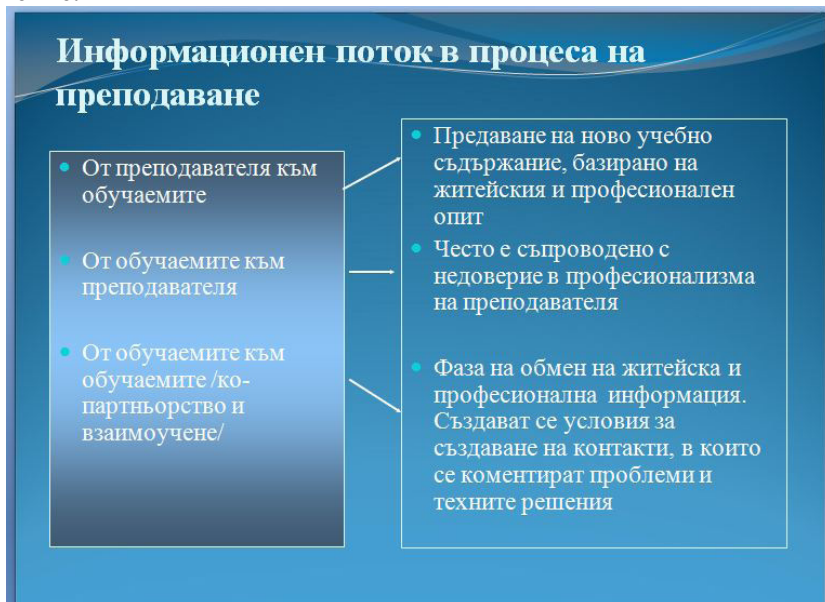 Информационен поток в процеса на
преподаване
От преподавателя към
обучаемите
От обучаемите към
преподавателя
От обучаемите към
обучаемите /ко-
партньорство и
взаимоучене/
Предаване на ново учебно
съдържание, базирано на
житейския и професионален
опит
Често е съпроводено с
недоверие в професионализма
на преподавателя
Фаза на обмен на житейска и
професионална информация.
Създават се условия за
създаване на контакти, в които
се коментират проблеми и
техните решения